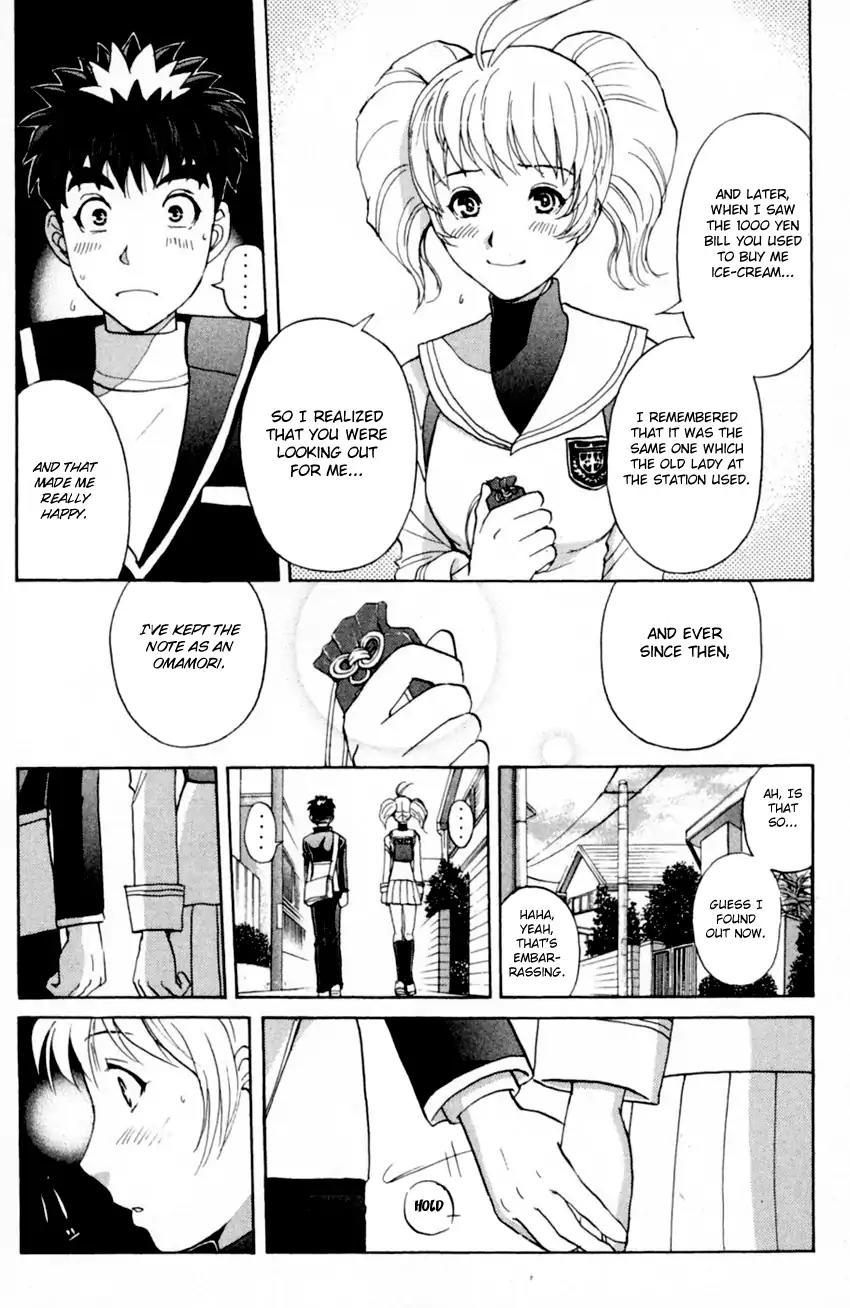 AND LATER,
WHEN I SAW
THE 1000 YEN
BILL YOU USED
TO BUY ME
ICE-CREAM...
I REMEMBERED
THAT IT WAS THE
SAME ONE WHICH
THE OLD LADY AT
THE STATION USED.
SO I REALIZED
THAT YOU WERE
LOOKING OUT
FOR ME...
....
AND THAT
MADE ME
REALLY
HAPPY.
AND EVER
SINCE THEN,
I'VE KEPT THE
NOTE AS AN
OMAMORI.
AH, IS
THAT
SO...
GUESS I
FOUND
OUT NOW.
HAHA,
YEAH,
THAT'S
EMBAR-
RASSING.
....
....
HOLD